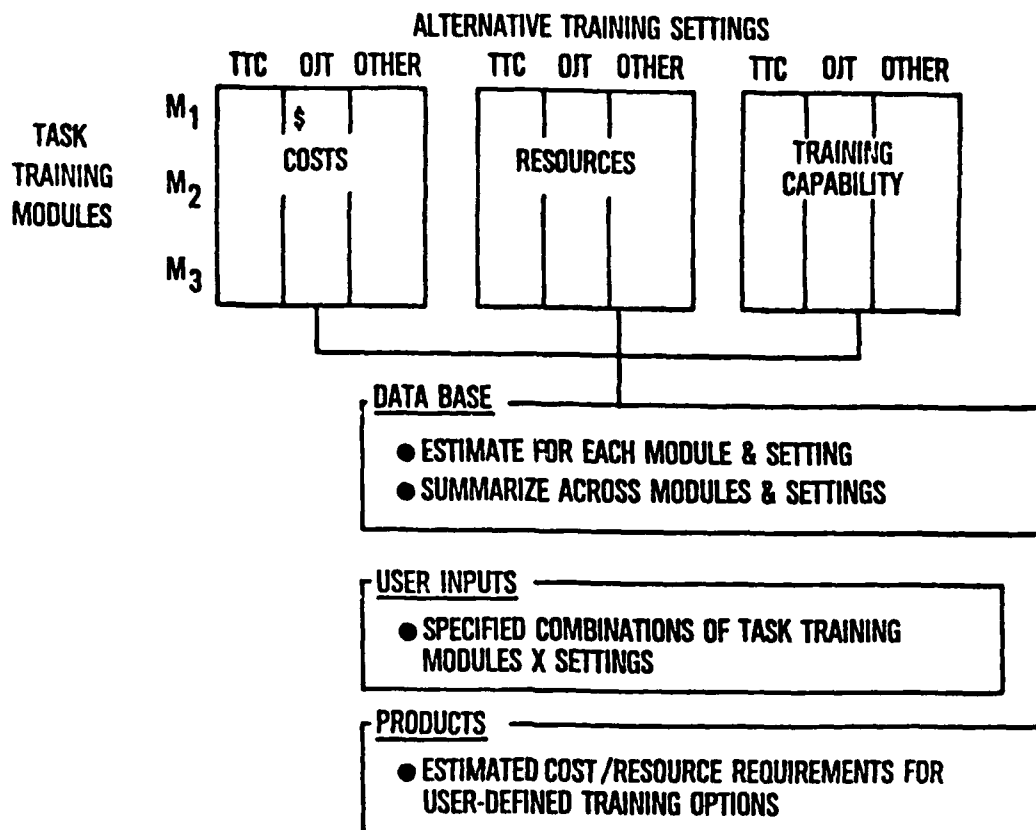 ALTERNATIVE TRAINING SETTINGS
TTC OJT OTHER TTC OJT OTHER TTC OJT OTHER
TASK
TRAINING
MODULES
M1
M2
M3
$
COSTS
RESOURCES
TRAINING
CAPABILITY
DATA BASE
● ESTIMATE FOR EACH MODULE & SETTING
● SUMMARIZE ACROSS MODULES & SETTINGS
USER INPUTS
● SPECIFIED COMBINATIONS OF TASK TRAINING
MODULES X SETTINGS
PRODUCTS
● ESTIMATED COST/RESOURCE REQUIREMENTS FOR
USER-DEFINED TRAINING OPTIONS